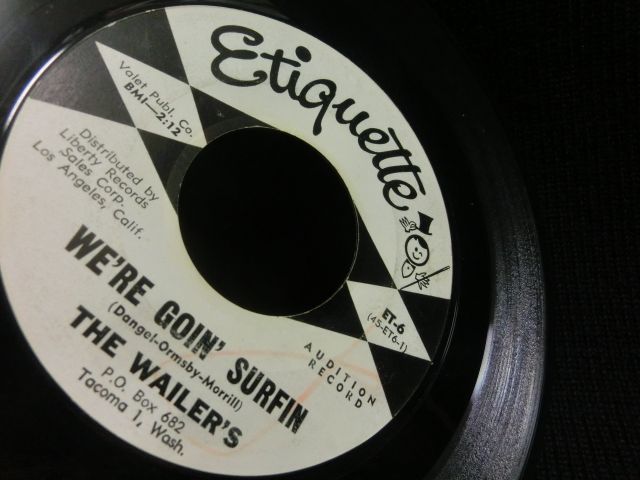 Etiquette
Valet Publ. Co.
BMI-2:12
Distributed by
Liberty Records
Sales Corp.
Los Angeles, Calif.
ET-6
(45-ET6-1)
AUDITION
RECORD
WE'RE GOIN' SURFIN
(Dangel-Ormsby-Morrill)
THE WAILER'S
P.O. Box 682
Tacoma 1, Wash.